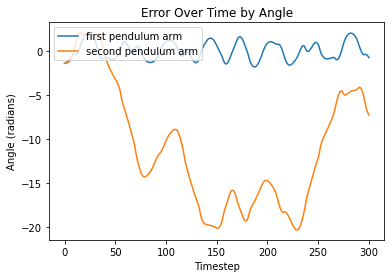 Error Over Time by Angle
first pendulum arm
second pendulum arm
Angle (radians)
0
−5
−10
−15
−20
0
50
100
150
200
250
300
Timestep